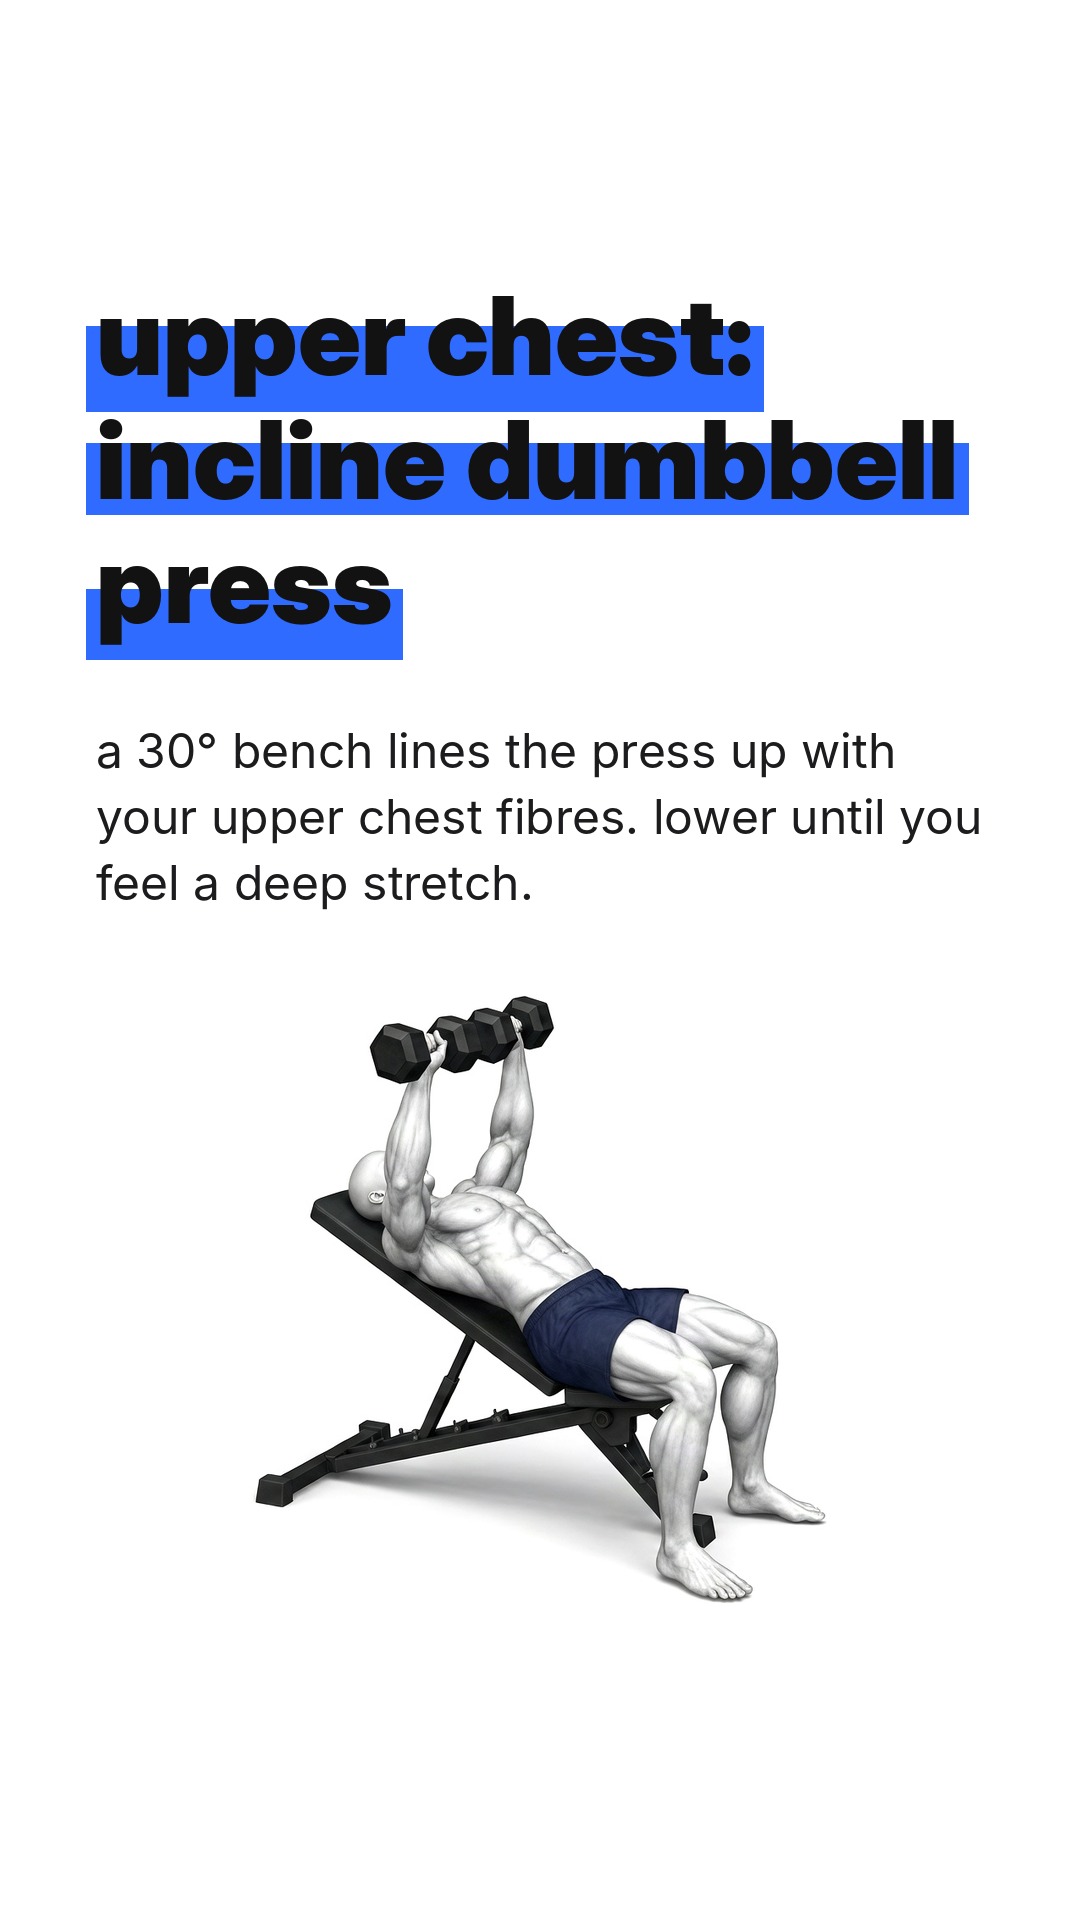 upper chest:
incline dumbbell
press
a 30° bench lines the press up with
your upper chest fibres. lower until you
feel a deep stretch.